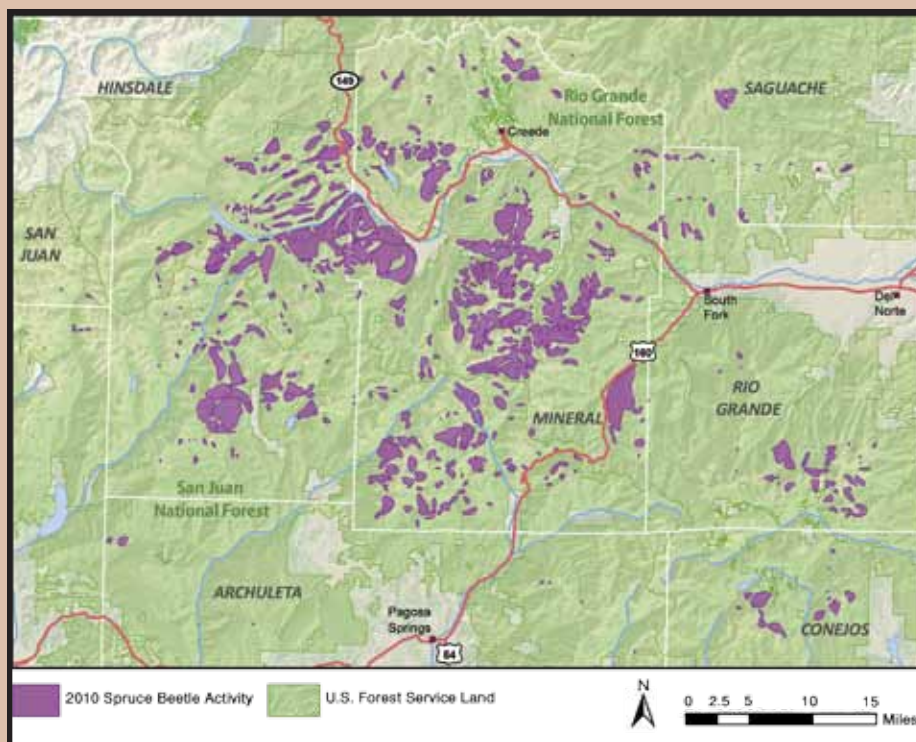 HINSDALE
149
SAGUACHE
Rio Grande
National Forest
Creede
SAN
JUAN
South
Fork
Del
Norte
160
RIO
GRANDE
MINERAL
San Juan
National Forest
ARCHULETA
Pagosa
Springs
84
CONEJOS
2010 Spruce Beetle Activity
U.S. Forest Service Land
N
0 2.5 5 10 15
Miles